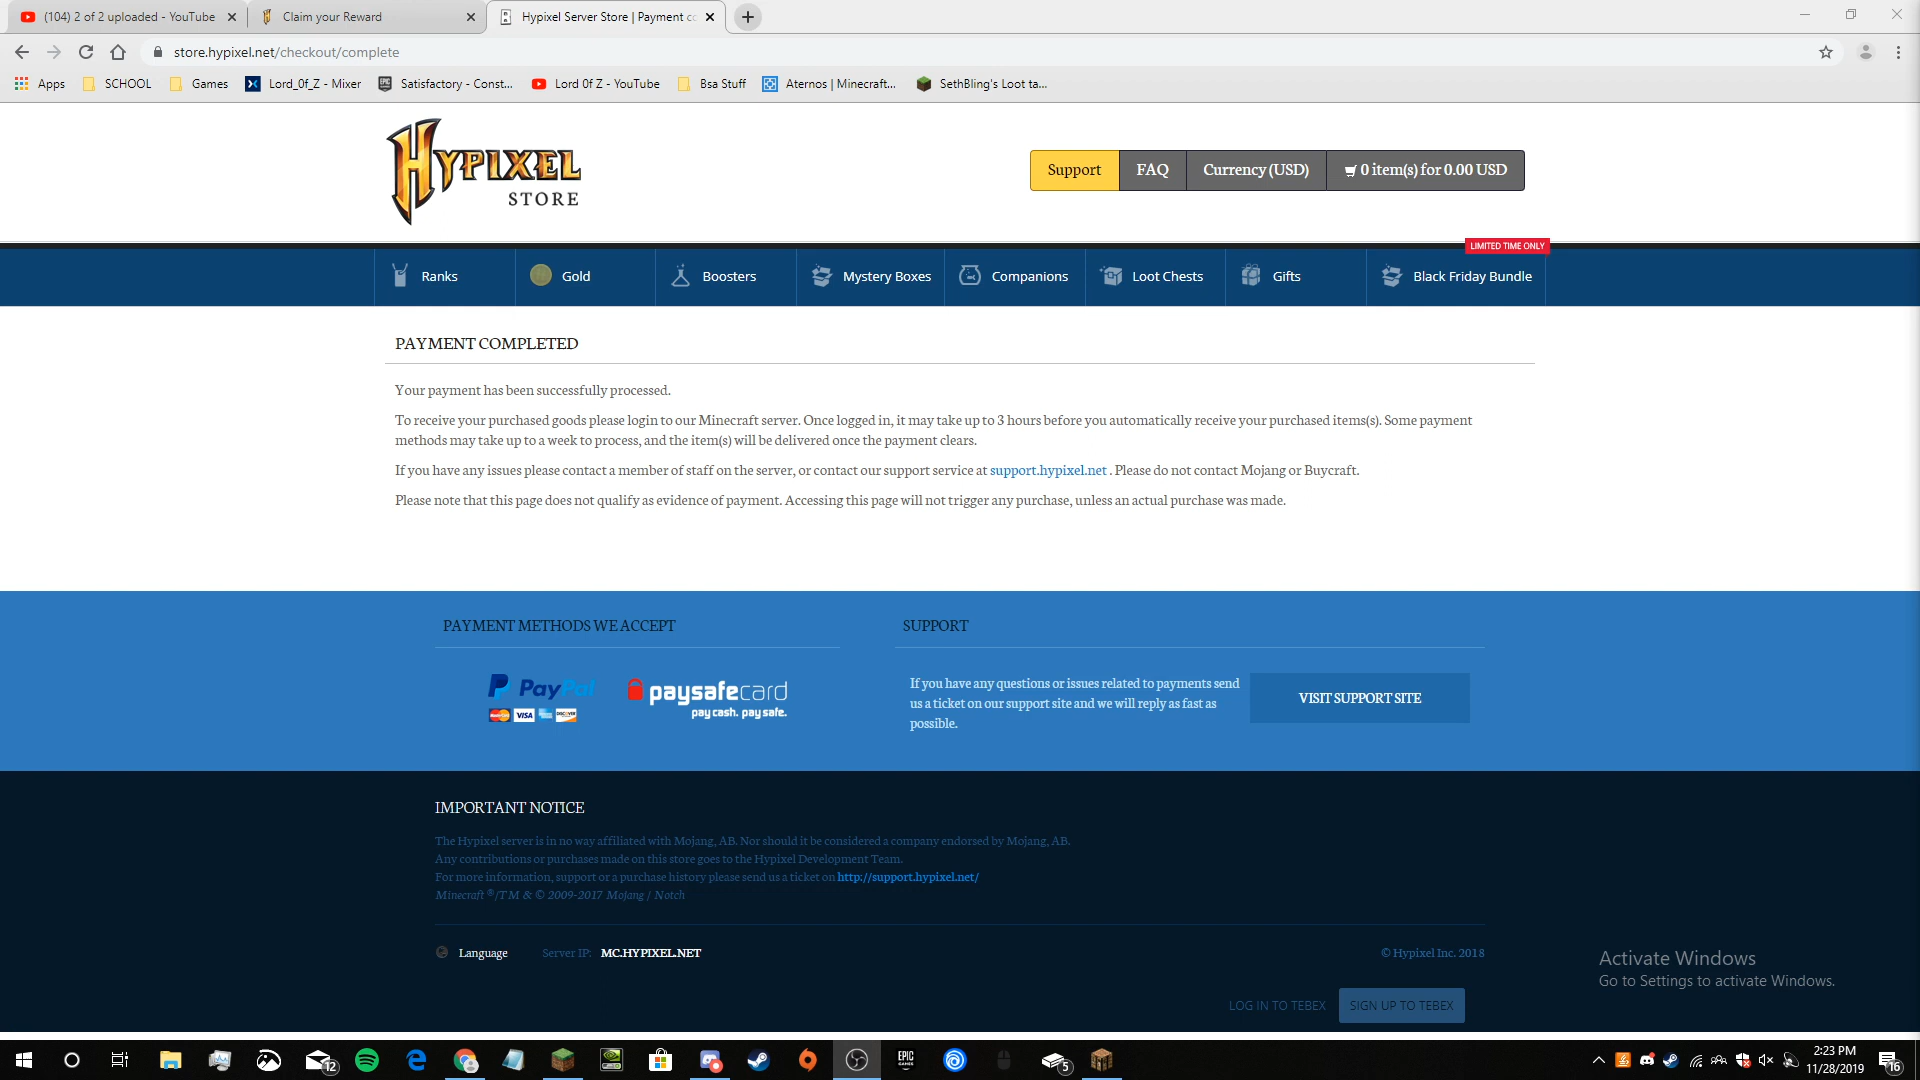 (104) 2 of 2 uploaded - YouTube
Claim your Reward
Hypixel Server Store | Payment co
store.hypixel.net/checkout/complete
Apps
SCHOOL
Games
Lord_0f_Z - Mixer
Satisfactory - Const...
Lord 0f Z - YouTube
Bsa Stuff
Aternos | Minecraft...
SethBling's Loot ta...
HYPIXEL
STORE
Support
FAQ
Currency (USD)
0 item(s) for 0.00 USD
LIMITED TIME ONLY
Ranks
Gold
Boosters
Mystery Boxes
Companions
Loot Chests
Gifts
Black Friday Bundle
PAYMENT COMPLETED
Your payment has been successfully processed.
To receive your purchased goods please login to our Minecraft server. Once logged in, it may take up to 3 hours before you automatically receive your purchased items(s). Some payment
methods may take up to a week to process, and the item(s) will be delivered once the payment clears.
If you have any issues please contact a member of staff on the server, or contact our support service at support.hypixel.net . Please do not contact Mojang or Buycraft.
Please note that this page does not qualify as evidence of payment. Accessing this page will not trigger any purchase, unless an actual purchase was made.
PAYMENT METHODS WE ACCEPT
PayPal
VISA
paysafecard
pay cash. pay safe.
SUPPORT
If you have any questions or issues related to payments send
us a ticket on our support site and we will reply as fast as
possible.
VISIT SUPPORT SITE
IMPORTANT NOTICE
The Hypixel server is in no way affiliated with Mojang, AB. Nor should it be considered a company endorsed by Mojang, AB.
Any contributions or purchases made on this store goes to the Hypixel Development Team.
For more information, support or a purchase history please send us a ticket on http://support.hypixel.net/
Minecraft ®/TM & © 2009-2017 Mojang / Notch
Language
Server IP: MC.HYPIXEL.NET
© Hypixel Inc. 2018
Activate Windows
Go to Settings to activate Windows.
LOG IN TO TEBEX
SIGN UP TO TEBEX
12
EPIC
GAMES
5
2:23 PM
11/28/2019
16